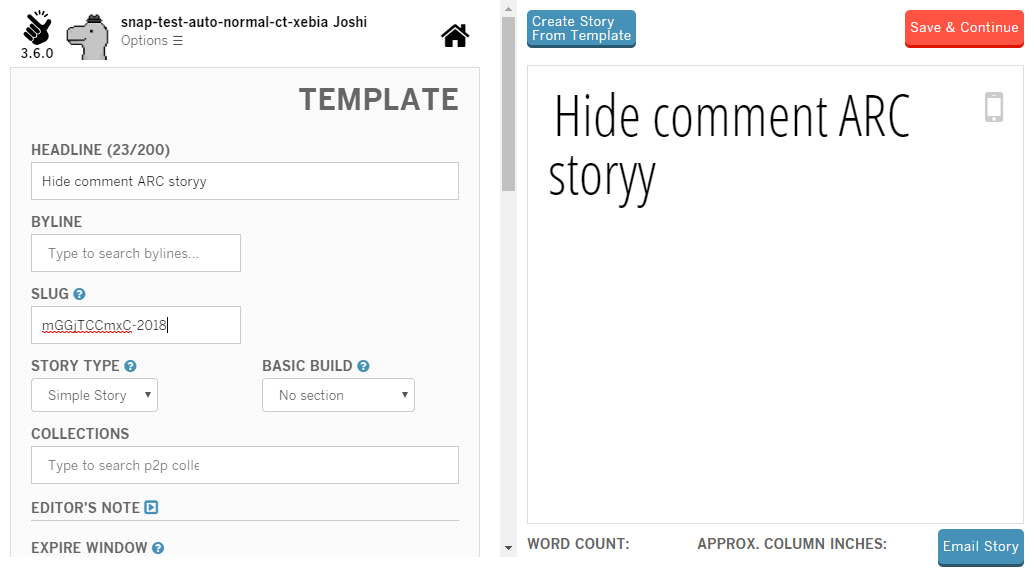 snap-test-auto-normal-ct-xebia Joshi
Options ☰
3.6.0
TEMPLATE
HEADLINE (23/200)
Hide comment ARC storyy
BYLINE
Type to search bylines...
SLUG
mGGjTCCmxC-2018
STORY TYPE
BASIC BUILD
Simple Story
No section
COLLECTIONS
Type to search p2p colle
EDITOR'S NOTE
EXPIRE WINDOW
Create Story
From Template
Save & Continue
Hide comment ARC
storyy
WORD COUNT:
APPROX. COLUMN INCHES:
Email Story